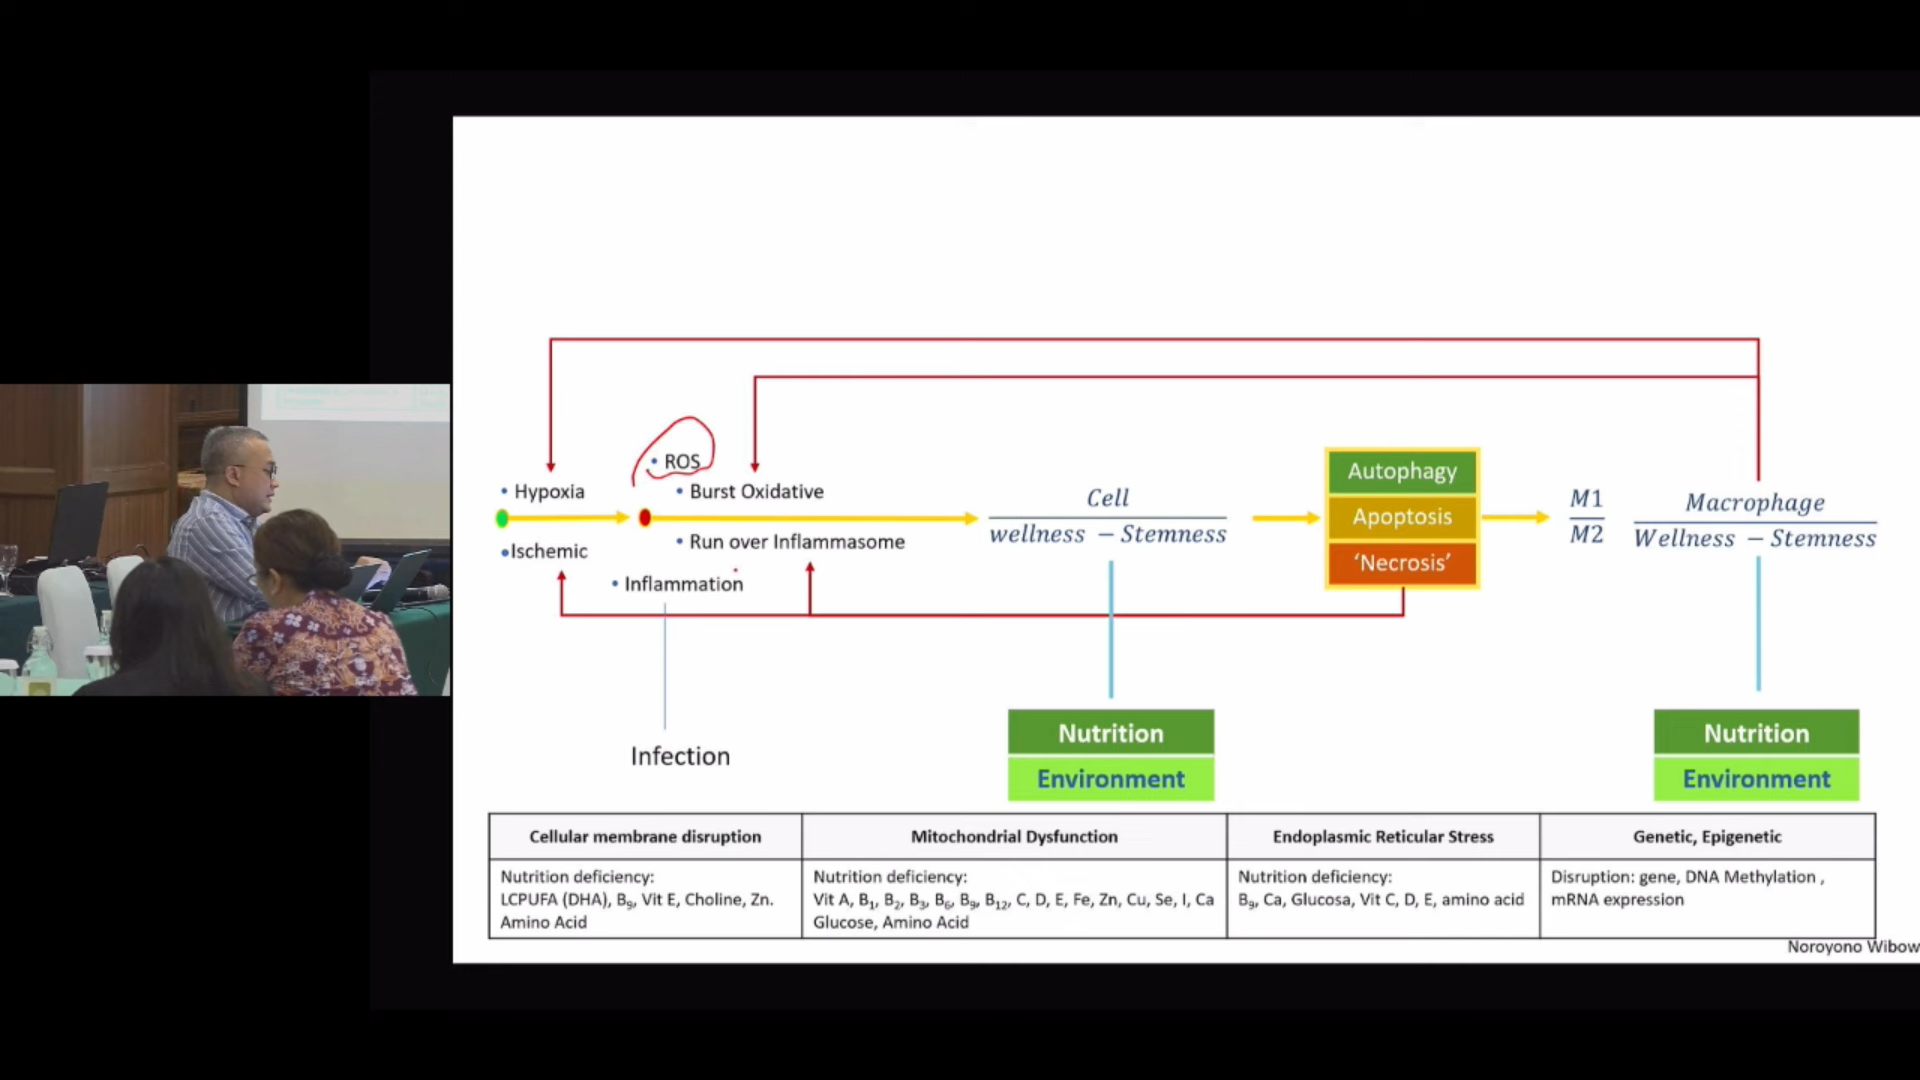 • ROS
• Hypoxia
• Burst Oxidative
•Ischemic
• Run over Inflammasome
• Inflammation
Infection
Cell
wellness – Stemness
Autophagy
Apoptosis
‘Necrosis’
M1
M2
Macrophage
Wellness – Stemness
Nutrition
Environment
Nutrition
Environment
Cellular membrane disruption
Mitochondrial Dysfunction
Endoplasmic Reticular Stress
Genetic, Epigenetic
Nutrition deficiency:
LCPUFA (DHA), B₉, Vit E, Choline, Zn.
Amino Acid
Nutrition deficiency:
Vit A, B₁, B₂, B₃, B₆, B₉, B₁₂, C, D, E, Fe, Zn, Cu, Se, I, Ca
Glucose, Amino Acid
Nutrition deficiency:
B₉, Ca, Glucosa, Vit C, D, E, amino acid
Disruption: gene, DNA Methylation ,
mRNA expression
Noroyono Wibow